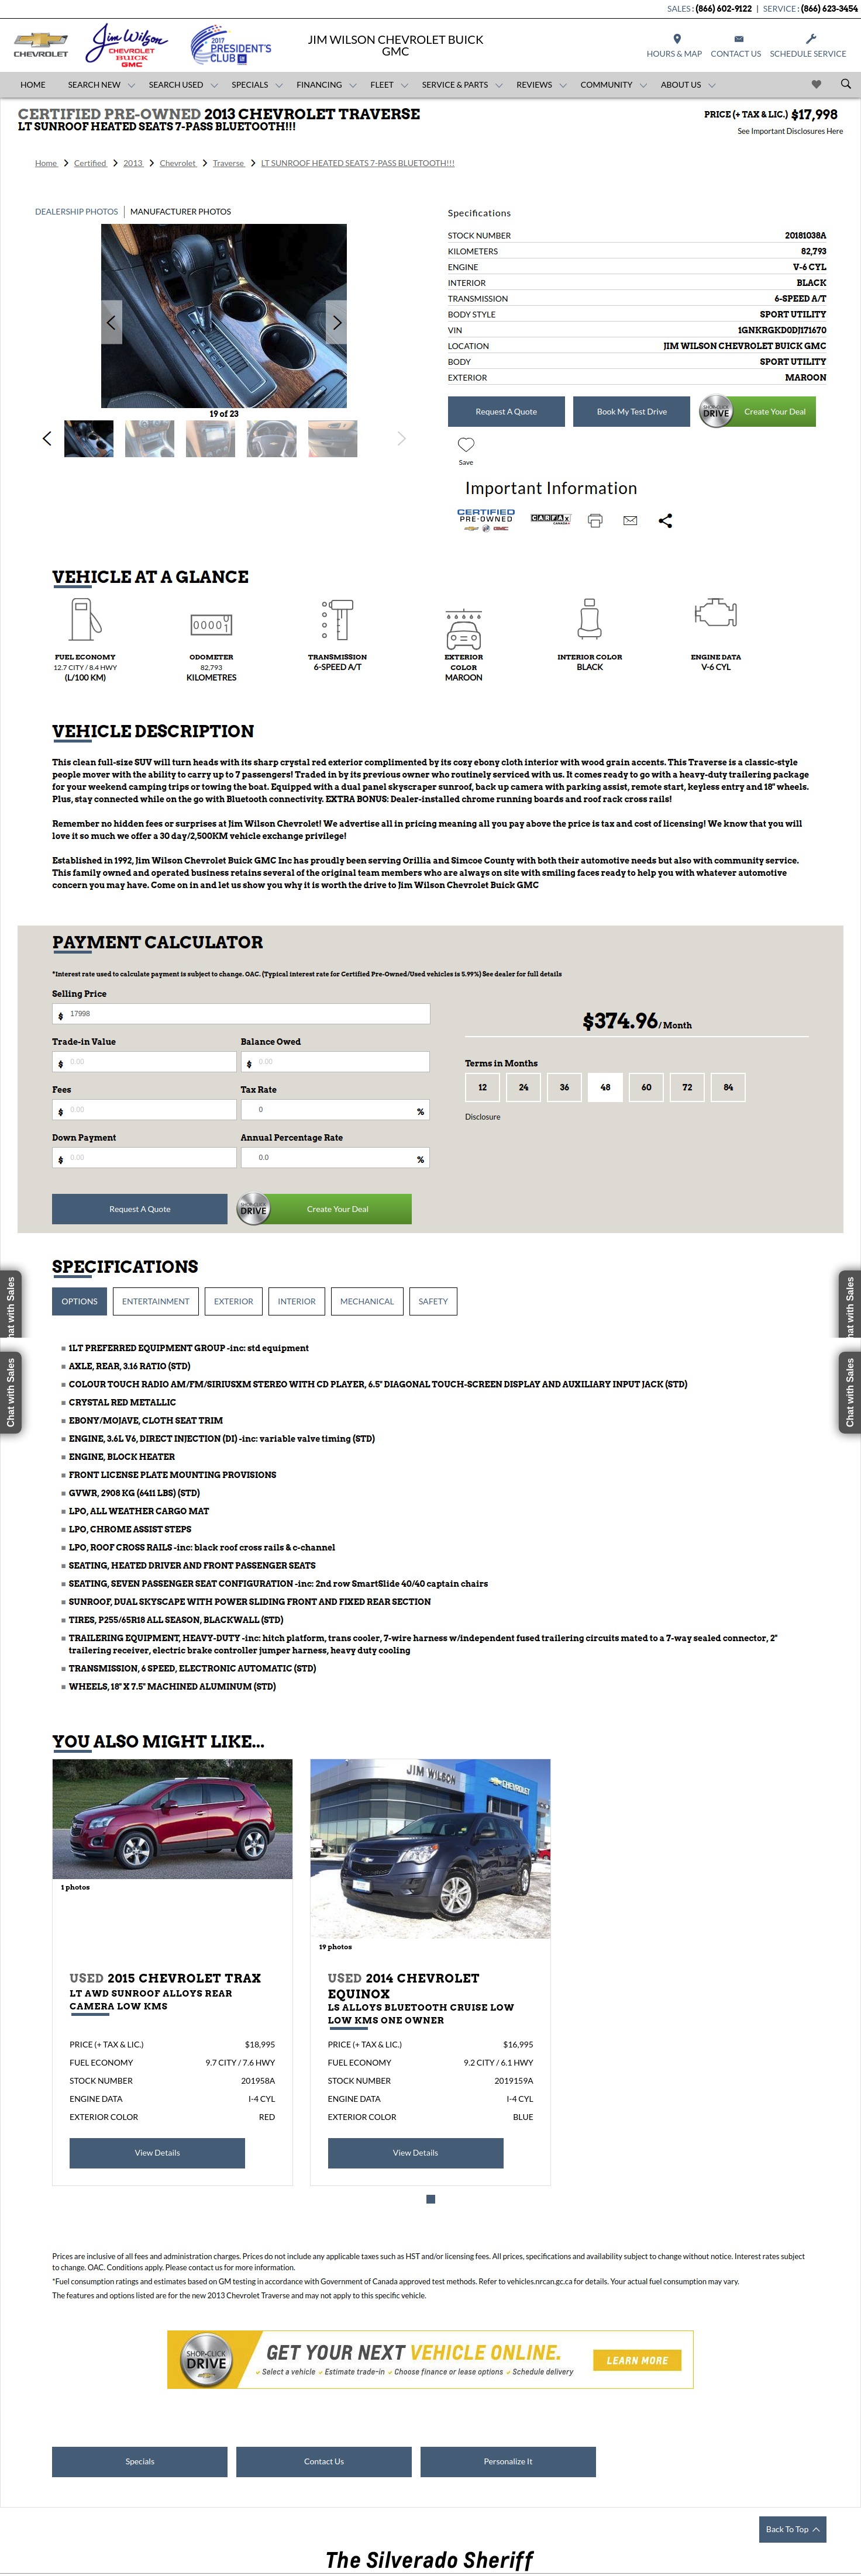 SALES: (866) 602-9122 | SERVICE: (866) 623-3454
CHEVROLET
Jim Wilson
CHEVROLET
BUICK
GMC
2017
PRESIDENT'S
CLUB
JIM WILSON CHEVROLET BUICK
GMC
HOURS & MAP CONTACT US SCHEDULE SERVICE
HOME SEARCH NEW SEARCH USED SPECIALS FINANCING FLEET SERVICE & PARTS REVIEWS COMMUNITY ABOUT US
CERTIFIED PRE-OWNED 2013 CHEVROLET TRAVERSE
LT SUNROOF HEATED SEATS 7-PASS BLUETOOTH!!!
PRICE (+ TAX & LIC.) $17,998
See Important Disclosures Here
Home Certified 2013 Chevrolet Traverse LT SUNROOF HEATED SEATS 7-PASS BLUETOOTH!!!
DEALERSHIP PHOTOS | MANUFACTURER PHOTOS
19 of 23
Specifications
STOCK NUMBER 20181038A
KILOMETERS 82,793
ENGINE V-6 CYL
INTERIOR BLACK
TRANSMISSION 6-SPEED A/T
BODY STYLE SPORT UTILITY
VIN 1GNKRGKD0DJ171670
LOCATION JIM WILSON CHEVROLET BUICK GMC
BODY SPORT UTILITY
EXTERIOR MAROON
Request A Quote Book My Test Drive SHOP·CLICK DRIVE Create Your Deal
Save
Important Information
CERTIFIED
PRE-OWNED
GMC
CARFAX
CANADA
VEHICLE AT A GLANCE
FUEL ECONOMY
12.7 CITY / 8.4 HWY
(L/100 KM)
ODOMETER
82,793
KILOMETRES
TRANSMISSION
6-SPEED A/T
EXTERIOR
COLOR
MAROON
INTERIOR COLOR
BLACK
ENGINE DATA
V-6 CYL
VEHICLE DESCRIPTION
This clean full-size SUV will turn heads with its sharp crystal red exterior complimented by its cozy ebony cloth interior with wood grain accents. This Traverse is a classic-style
people mover with the ability to carry up to 7 passengers! Traded in by its previous owner who routinely serviced with us. It comes ready to go with a heavy-duty trailering package
for your weekend camping trips or towing the boat. Equipped with a dual panel skyscraper sunroof, back up camera with parking assist, remote start, keyless entry and 18" wheels.
Plus, stay connected while on the go with Bluetooth connectivity. EXTRA BONUS: Dealer-installed chrome running boards and roof rack cross rails!
Remember no hidden fees or surprises at Jim Wilson Chevrolet! We advertise all in pricing meaning all you pay above the price is tax and cost of licensing! We know that you will
love it so much we offer a 30 day/2,500KM vehicle exchange privilege!
Established in 1992, Jim Wilson Chevrolet Buick GMC Inc has proudly been serving Orillia and Simcoe County with both their automotive needs but also with community service.
This family owned and operated business retains several of the original team members who are always on site with smiling faces ready to help you with whatever automotive
concern you may have. Come on in and let us show you why it is worth the drive to Jim Wilson Chevrolet Buick GMC
PAYMENT CALCULATOR
*Interest rate used to calculate payment is subject to change. OAC. (Typical interest rate for Certified Pre-Owned/Used vehicles is 5.99%) See dealer for full details
Selling Price
$ 17998
Trade-in Value Balance Owed
$ 0.00 $ 0.00
Fees Tax Rate
$ 0.00 0 %
Down Payment Annual Percentage Rate
$ 0.00 0.0 %
$374.96 / Month
Terms in Months
12 24 36 48 60 72 84
Disclosure
Request A Quote SHOP·CLICK DRIVE Create Your Deal
SPECIFICATIONS
OPTIONS ENTERTAINMENT EXTERIOR INTERIOR MECHANICAL SAFETY
hat with Sales hat with Sales
Chat with Sales Chat with Sales
1LT PREFERRED EQUIPMENT GROUP -inc: std equipment
AXLE, REAR, 3.16 RATIO (STD)
COLOUR TOUCH RADIO AM/FM/SIRIUSXM STEREO WITH CD PLAYER, 6.5" DIAGONAL TOUCH-SCREEN DISPLAY AND AUXILIARY INPUT JACK (STD)
CRYSTAL RED METALLIC
EBONY/MOJAVE, CLOTH SEAT TRIM
ENGINE, 3.6L V6, DIRECT INJECTION (DI) -inc: variable valve timing (STD)
ENGINE, BLOCK HEATER
FRONT LICENSE PLATE MOUNTING PROVISIONS
GVWR, 2908 KG (6411 LBS) (STD)
LPO, ALL WEATHER CARGO MAT
LPO, CHROME ASSIST STEPS
LPO, ROOF CROSS RAILS -inc: black roof cross rails & c-channel
SEATING, HEATED DRIVER AND FRONT PASSENGER SEATS
SEATING, SEVEN PASSENGER SEAT CONFIGURATION -inc: 2nd row SmartSlide 40/40 captain chairs
SUNROOF, DUAL SKYSCAPE WITH POWER SLIDING FRONT AND FIXED REAR SECTION
TIRES, P255/65R18 ALL SEASON, BLACKWALL (STD)
TRAILERING EQUIPMENT, HEAVY-DUTY -inc: hitch platform, trans cooler, 7-wire harness w/independent fused trailering circuits mated to a 7-way sealed connector, 2"
trailering receiver, electric brake controller jumper harness, heavy duty cooling
TRANSMISSION, 6 SPEED, ELECTRONIC AUTOMATIC (STD)
WHEELS, 18" X 7.5" MACHINED ALUMINUM (STD)
YOU ALSO MIGHT LIKE...
JIM WILSON CHEVROLET
1 photos
19 photos
USED 2015 CHEVROLET TRAX
LT AWD SUNROOF ALLOYS REAR
CAMERA LOW KMS
PRICE (+ TAX & LIC.) $18,995
FUEL ECONOMY 9.7 CITY / 7.6 HWY
STOCK NUMBER 201958A
ENGINE DATA I-4 CYL
EXTERIOR COLOR RED
View Details
USED 2014 CHEVROLET
EQUINOX
LS ALLOYS BLUETOOTH CRUISE LOW
LOW KMS ONE OWNER
PRICE (+ TAX & LIC.) $16,995
FUEL ECONOMY 9.2 CITY / 6.1 HWY
STOCK NUMBER 2019159A
ENGINE DATA I-4 CYL
EXTERIOR COLOR BLUE
View Details
Prices are inclusive of all fees and administration charges. Prices do not include any applicable taxes such as HST and/or licensing fees. All prices, specifications and availability subject to change without notice. Interest rates subject
to change. OAC. Conditions apply. Please contact us for more information.
*Fuel consumption ratings and estimates based on GM testing in accordance with Government of Canada approved test methods. Refer to vehicles.nrcan.gc.ca for details. Your actual fuel consumption may vary.
The features and options listed are for the new 2013 Chevrolet Traverse and may not apply to this specific vehicle.
SHOP·CLICK
DRIVE
GET YOUR NEXT VEHICLE ONLINE.
Select a vehicle Estimate trade-in Choose finance or lease options Schedule delivery
LEARN MORE
Specials Contact Us Personalize It
Back To Top
The Silverado Sheriff